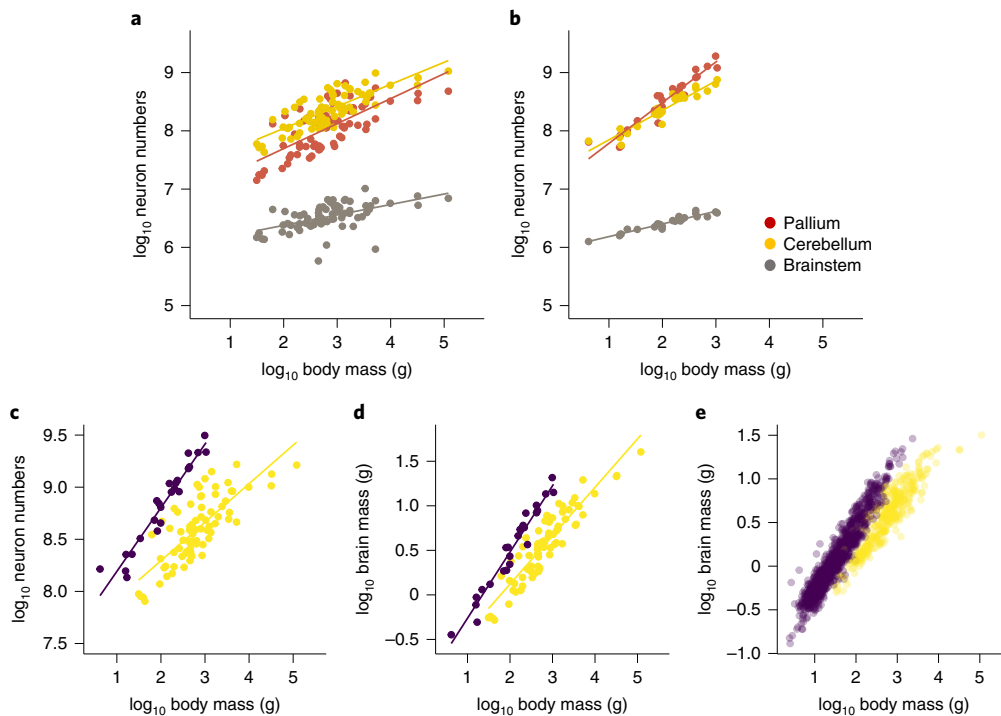 a
b
log10 neuron numbers
9
8
7
6
5
1 2 3 4 5
log10 body mass (g)
log10 neuron numbers
9
8
7
6
5
1 2 3 4 5
log10 body mass (g)
Pallium
Cerebellum
Brainstem
c
d
e
log10 neuron numbers
9.5
9.0
8.5
8.0
7.5
1 2 3 4 5
log10 body mass (g)
log10 brain mass (g)
1.5
1.0
0.5
0
–0.5
1 2 3 4 5
log10 body mass (g)
log10 brain mass (g)
1.5
1.0
0.5
0
–0.5
–1.0
1 2 3 4 5
log10 body mass (g)